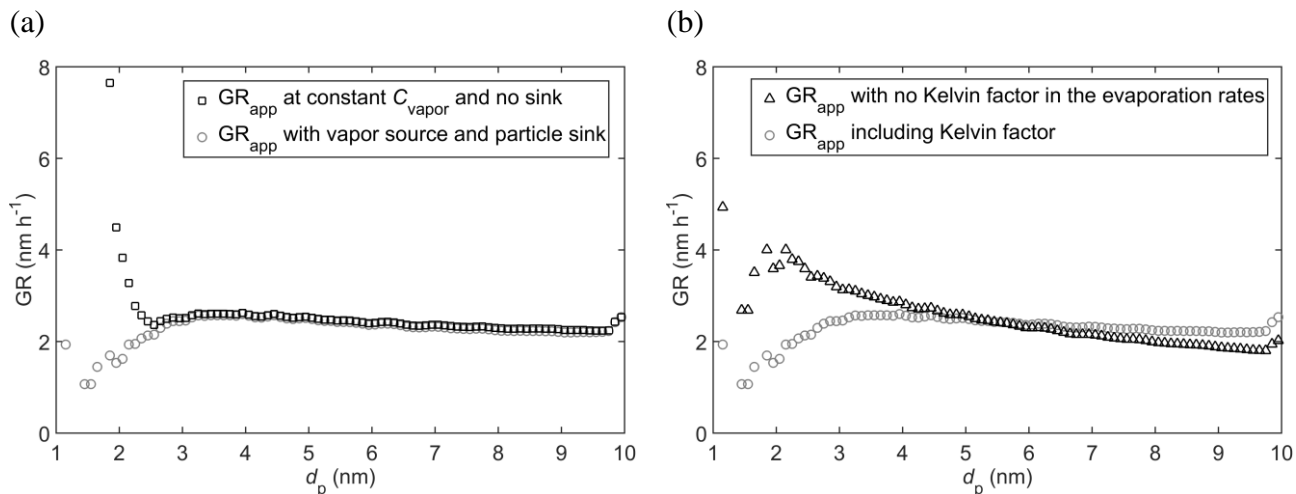 (a)
GR (nm h⁻¹)
8
6
4
2
0
GR_app at constant C_vapor and no sink
GR_app with vapor source and particle sink
1 2 3 4 5 6 7 8 9 10
d_p (nm)
(b)
GR (nm h⁻¹)
8
6
4
2
0
GR_app with no Kelvin factor in the evaporation rates
GR_app including Kelvin factor
1 2 3 4 5 6 7 8 9 10
d_p (nm)